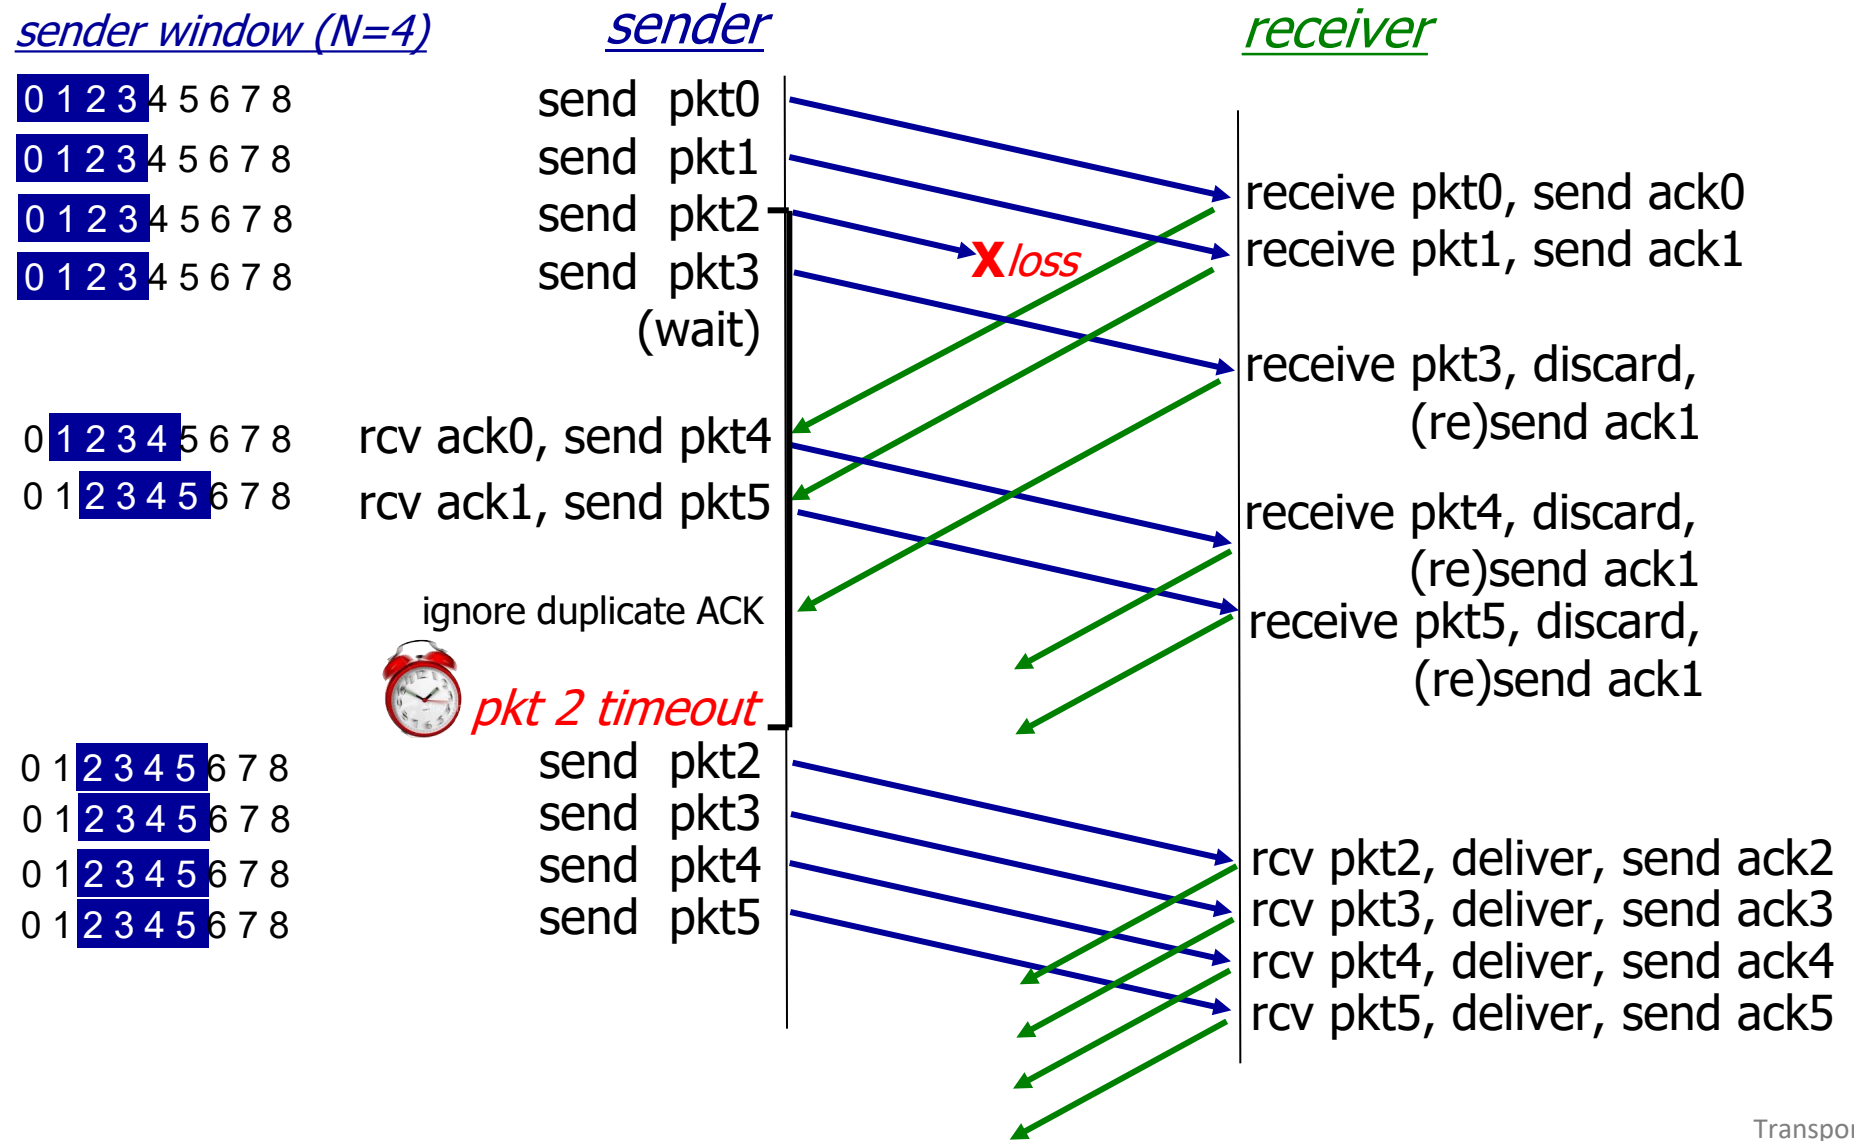 sender window (N=4)
sender
receiver
0 1 2 3 4 5 6 7 8
send pkt0
0 1 2 3 4 5 6 7 8
send pkt1
receive pkt0, send ack0
0 1 2 3 4 5 6 7 8
send pkt2
receive pkt1, send ack1
X loss
0 1 2 3 4 5 6 7 8
send pkt3
(wait)
receive pkt3, discard,
(re)send ack1
0 1 2 3 4 5 6 7 8
rcv ack0, send pkt4
0 1 2 3 4 5 6 7 8
rcv ack1, send pkt5
receive pkt4, discard,
(re)send ack1
ignore duplicate ACK
receive pkt5, discard,
(re)send ack1
pkt 2 timeout
0 1 2 3 4 5 6 7 8
send pkt2
0 1 2 3 4 5 6 7 8
send pkt3
0 1 2 3 4 5 6 7 8
send pkt4
0 1 2 3 4 5 6 7 8
send pkt5
rcv pkt2, deliver, send ack2
rcv pkt3, deliver, send ack3
rcv pkt4, deliver, send ack4
rcv pkt5, deliver, send ack5